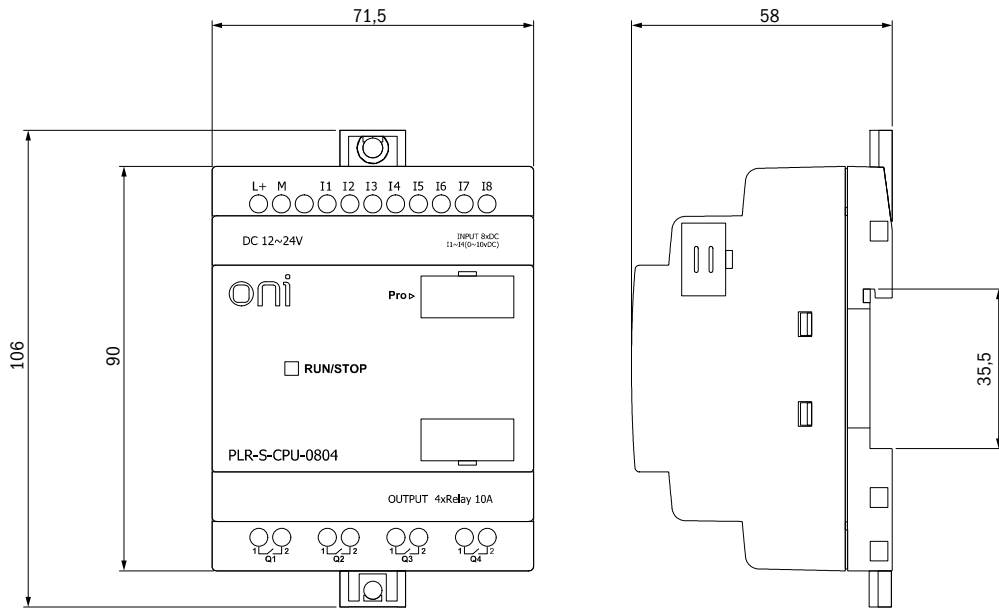 71,5
58
L+ M I1 I2 I3 I4 I5 I6 I7 I8
DC 12~24V
INPUT 8xDC
I1~I4(0~10vDC)
oni
Pro
106
90
35,5
RUN/STOP
PLR-S-CPU-0804
OUTPUT 4xRelay 10A
1 2 1 2 1 2 1 2
Q1 Q2 Q3 Q4